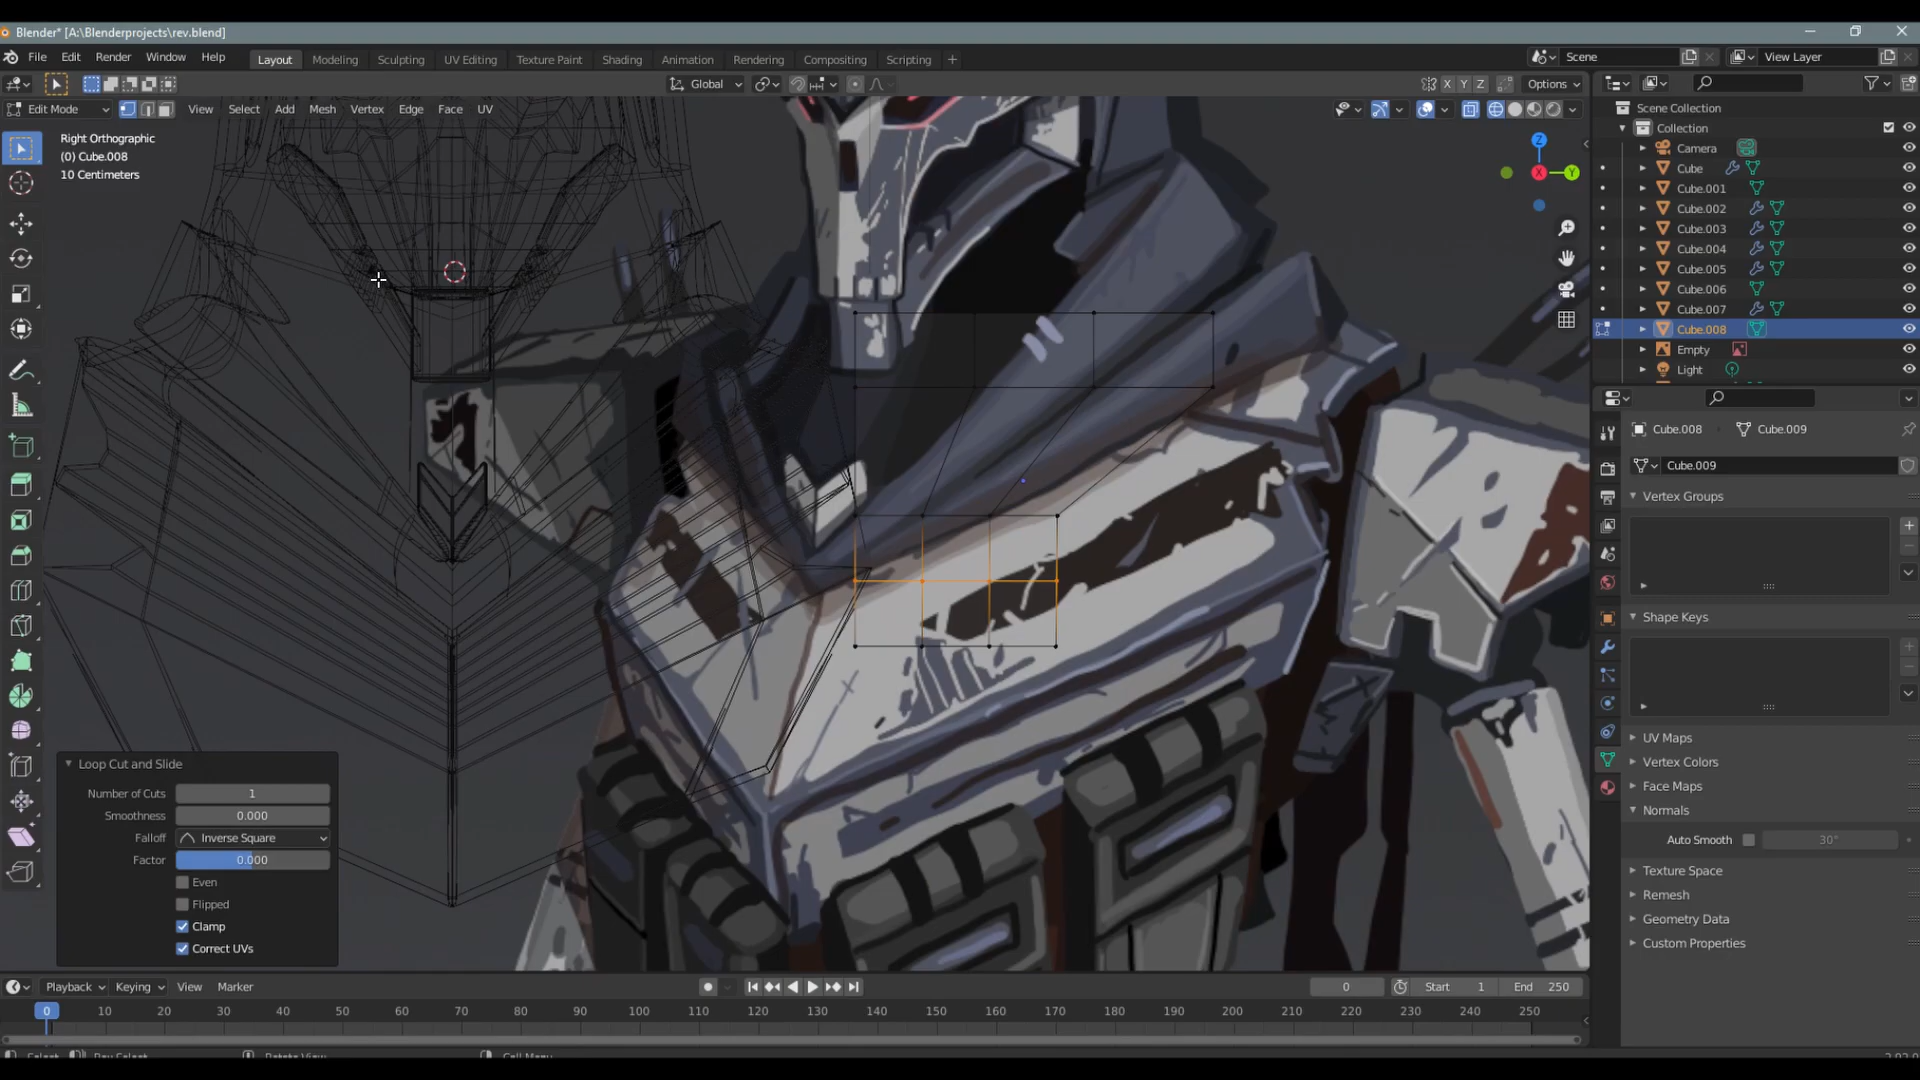 Blender* [A:\Blenderprojects\rev.blend]
File Edit Render Window Help
Layout Modeling Sculpting UV Editing Texture Paint Shading Animation Rendering Compositing Scripting +
Scene
View Layer
Global
X Y Z
Options
Edit Mode
View Select Add Mesh Vertex Edge Face UV
Right Orthographic
(0) Cube.008
10 Centimeters
Z
X
Y
Scene Collection
Collection
Camera
Cube
Cube.001
Cube.002
Cube.003
Cube.004
Cube.005
Cube.006
Cube.007
Cube.008
Empty
Light
Cube.008
Cube.009
Cube.009
Vertex Groups
Shape Keys
UV Maps
Vertex Colors
Face Maps
Normals
Auto Smooth 30°
Texture Space
Remesh
Geometry Data
Custom Properties
Loop Cut and Slide
Number of Cuts 1
Smoothness 0.000
Falloff Inverse Square
Factor 0.000
Even
Flipped
Clamp
Correct UVs
Playback Keying View Marker
0 Start 1 End 250
0 10 20 30 40 50 60 70 80 90 100 110 120 130 140 150 160 170 180 190 200 210 220 230 240 250